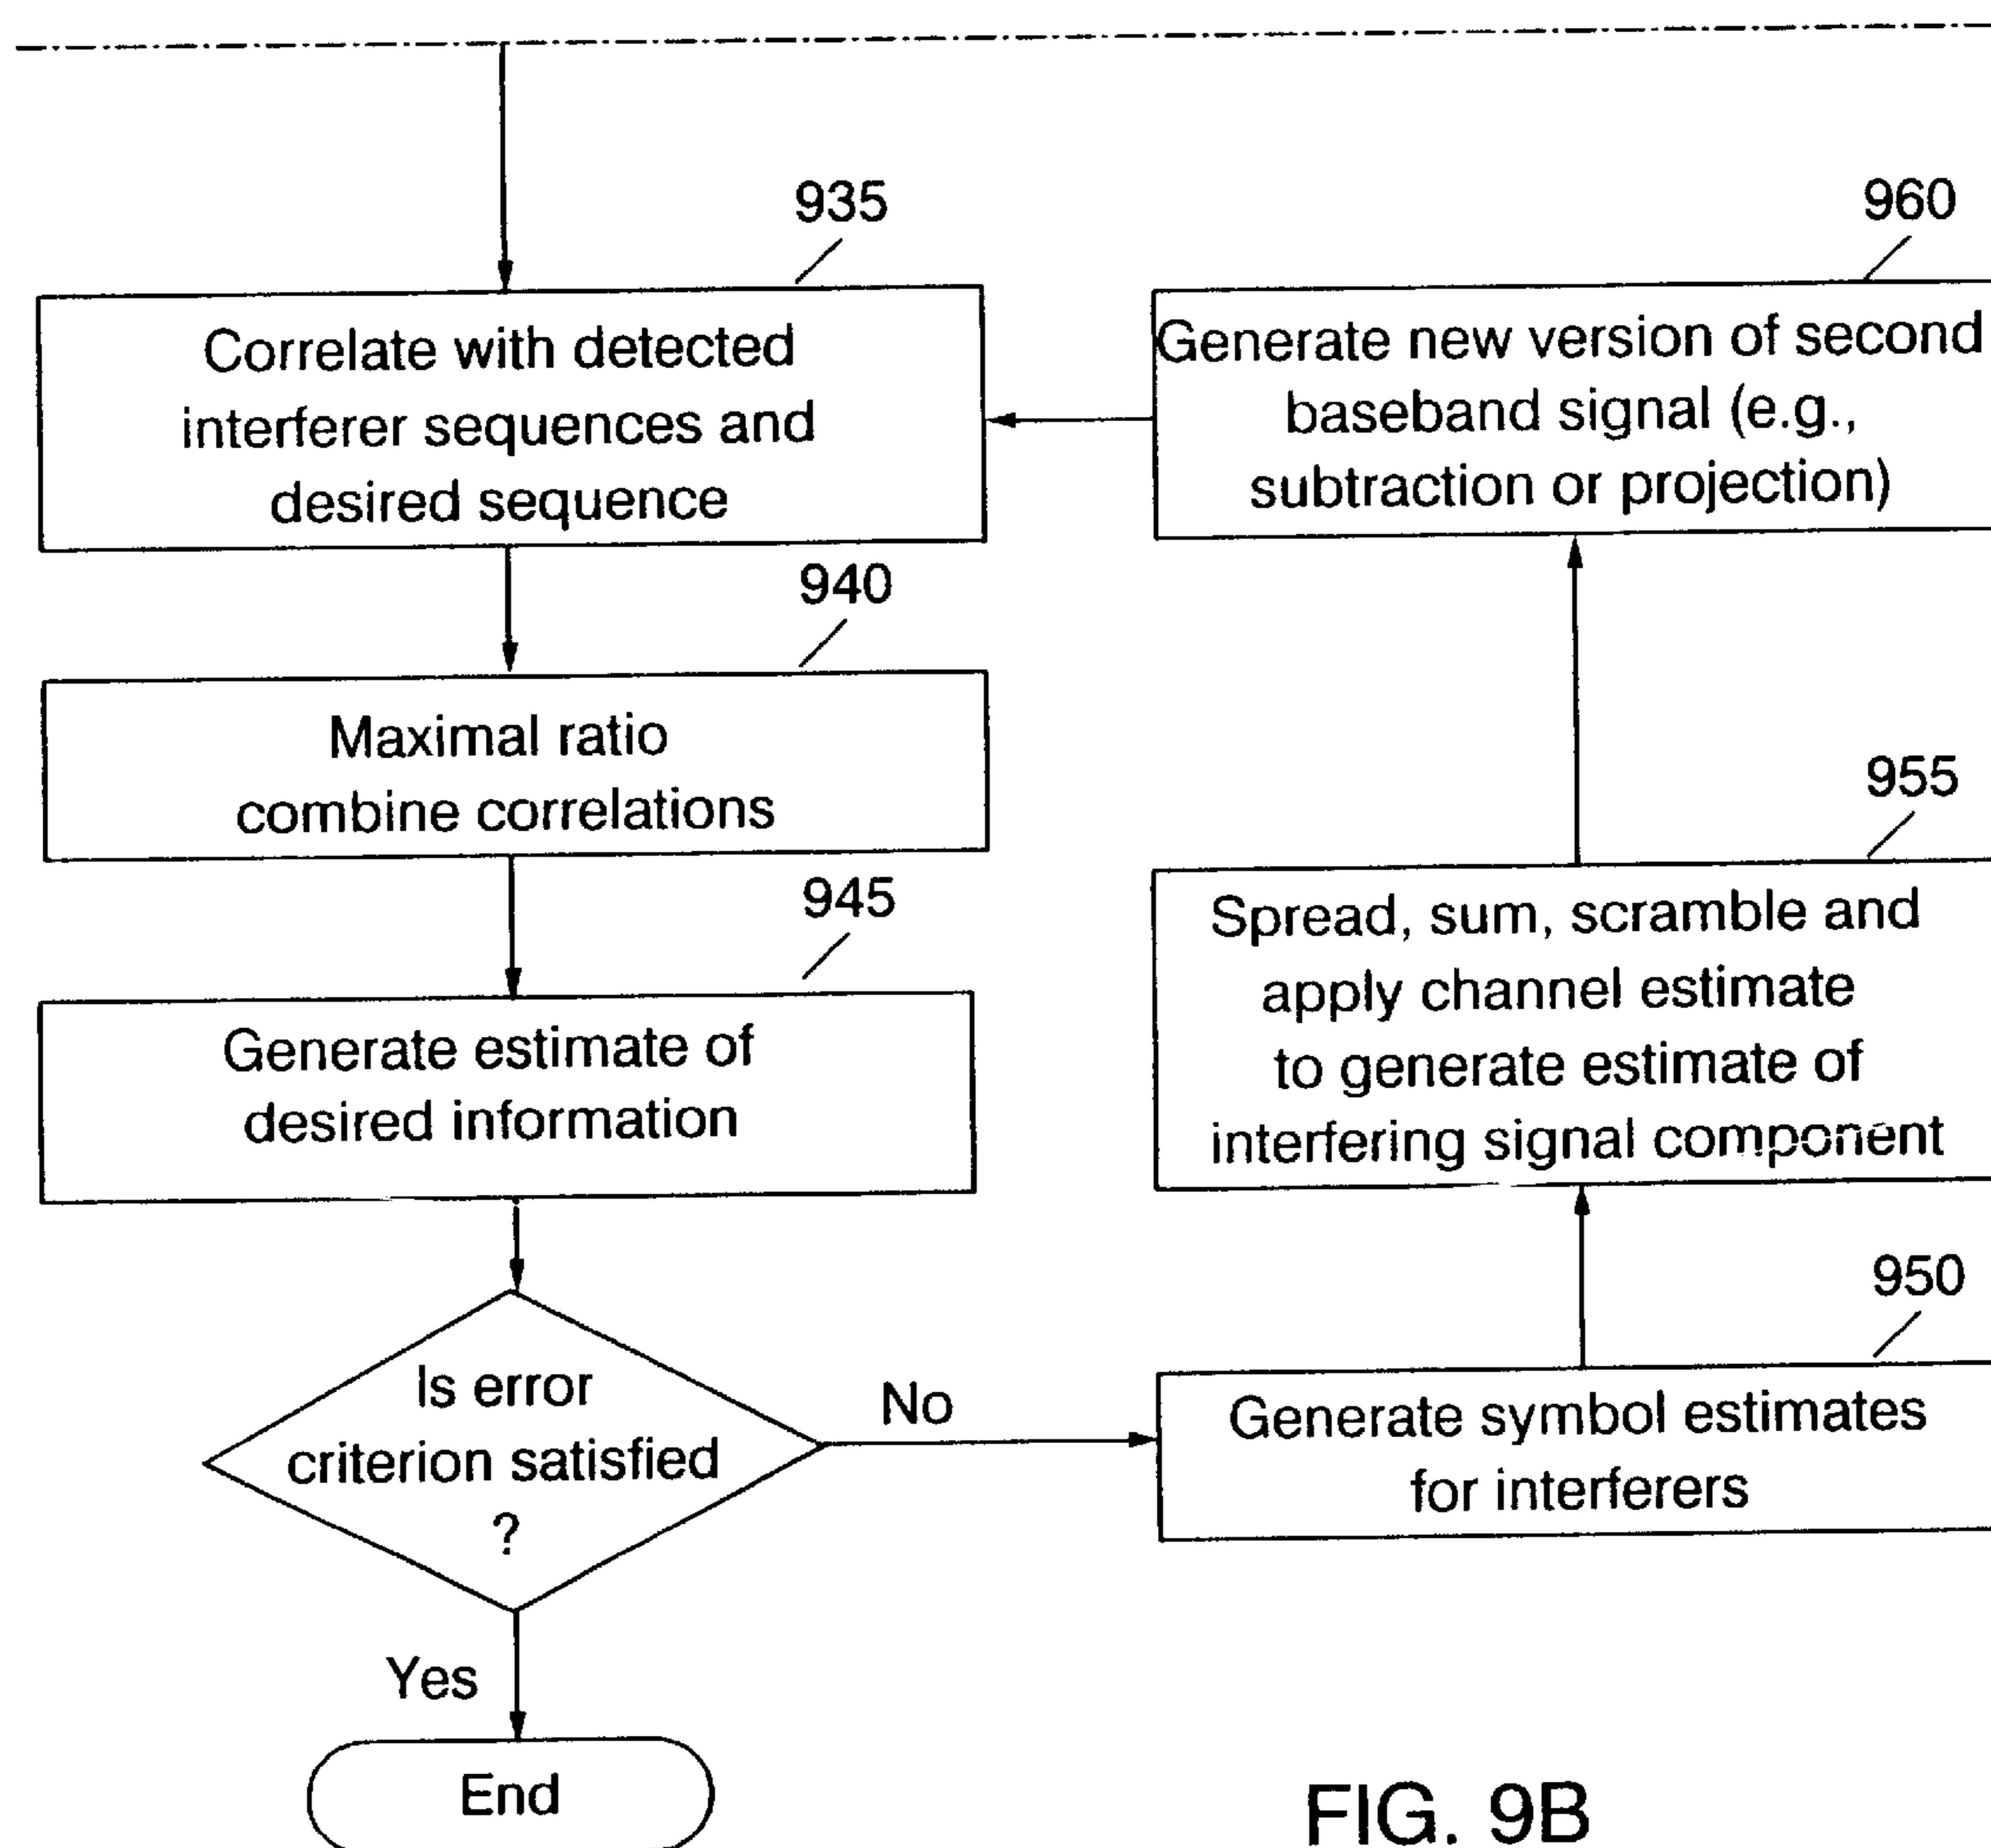 935
Correlate with detected
interferer sequences and
desired sequence
940
Maximal ratio
combine correlations
945
Generate estimate of
desired information
Is error
criterion satisfied
?
Yes
End
No
960
Generate new version of second
baseband signal (e.g.,
subtraction or projection)
955
Spread, sum, scramble and
apply channel estimate
to generate estimate of
interfering signal component
950
Generate symbol estimates
for interferers
FIG. 9B